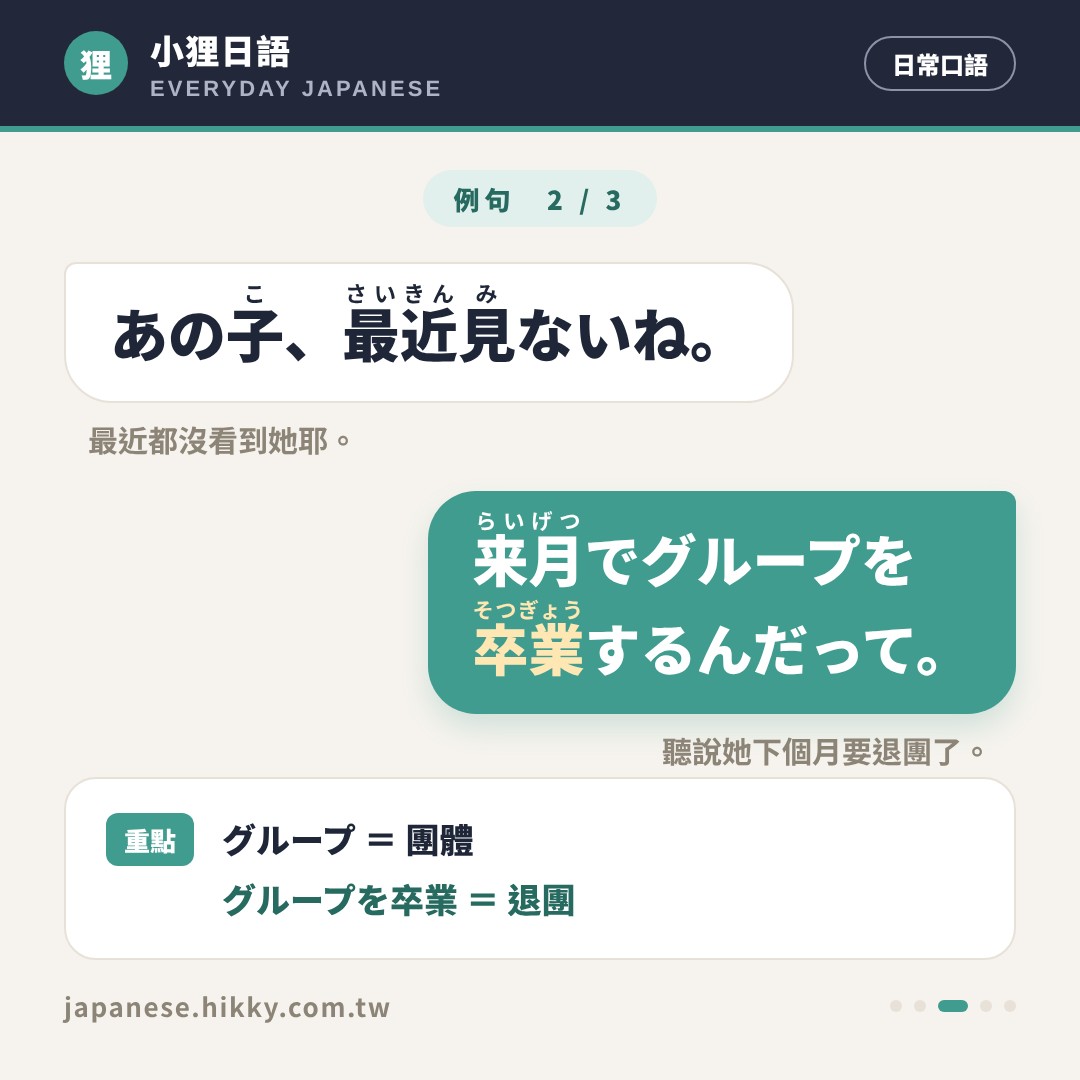 狸
小狸日語
EVERYDAY JAPANESE
日常口語
例句 2 / 3
こ さいきん み
あの子、最近見ないね。
最近都沒看到她耶。
らいげつ
来月でグループを
そつぎょう
卒業するんだって。
聽說她下個月要退團了。
重點
グループ ＝ 團體
グループを卒業 ＝ 退團
japanese.hikky.com.tw